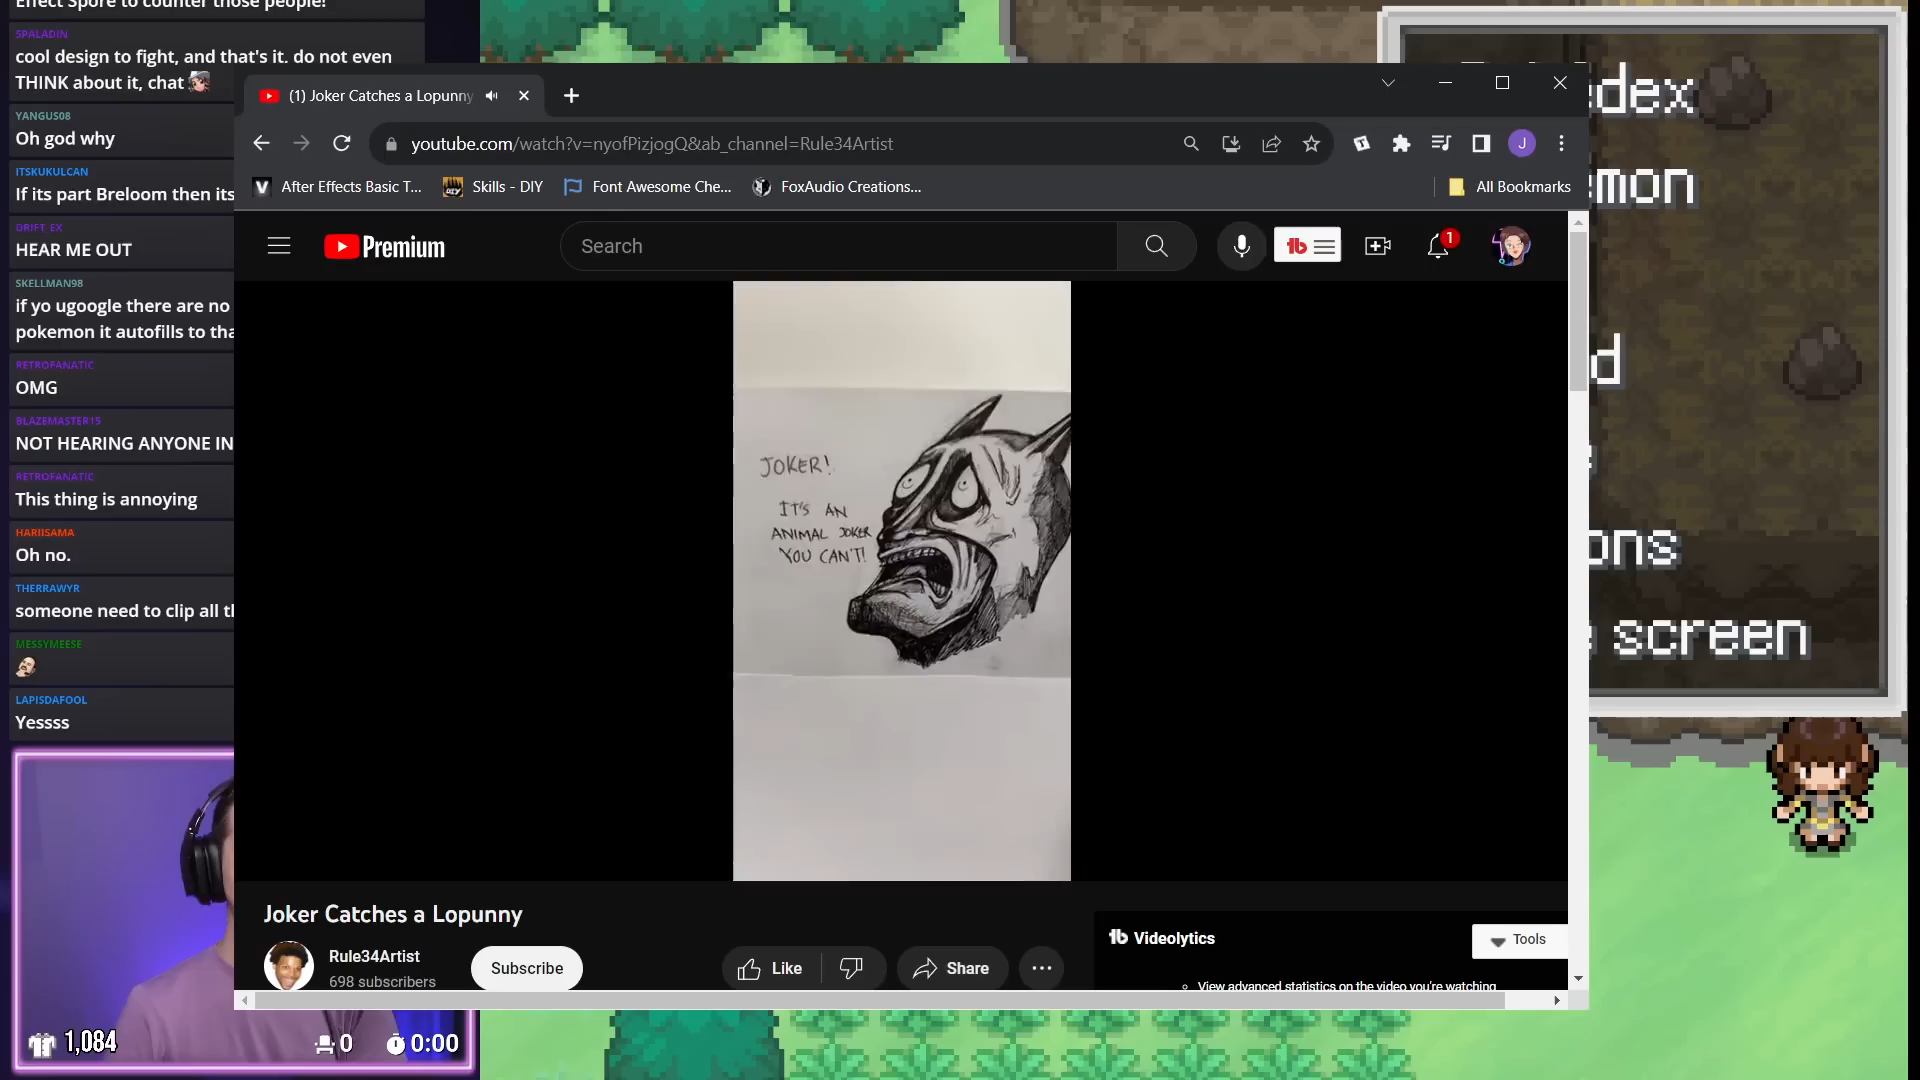 Effect Spore to counter those people!
SPALADIN
cool design to fight, and that's it. do not even
THINK about it, chat
YANGUS08
Oh god why
ITSKUKULCAN
If its part Breloom then its
DRIFT_EX
HEAR ME OUT
SKELLMAN98
if yo ugoogle there are no
pokemon it autofills to tha
RETROFANATIC
OMG
BLAZEMASTER15
NOT HEARING ANYONE IN
RETROFANATIC
This thing is annoying
HARIISAMA
Oh no.
THERRAWYR
someone need to clip all t
MESSYMEESE
LAPISDAFOOL
Yessss
1,084
0
0:00
(1) Joker Catches a Lopunny
youtube.com/watch?v=nyofPizjogQ&ab_channel=Rule34Artist
J
After Effects Basic T...
Skills - DIY
Font Awesome Che...
FoxAudio Creations...
All Bookmarks
Premium
Search
tb
1
JOKER!
IT'S AN
ANIMAL JOKER
YOU CAN'T!
Joker Catches a Lopunny
Rule34Artist
698 subscribers
Subscribe
Like
Share
tb Videolytics
Tools
View advanced statistics on the video you're watching
dex
mon
d
ons
screen